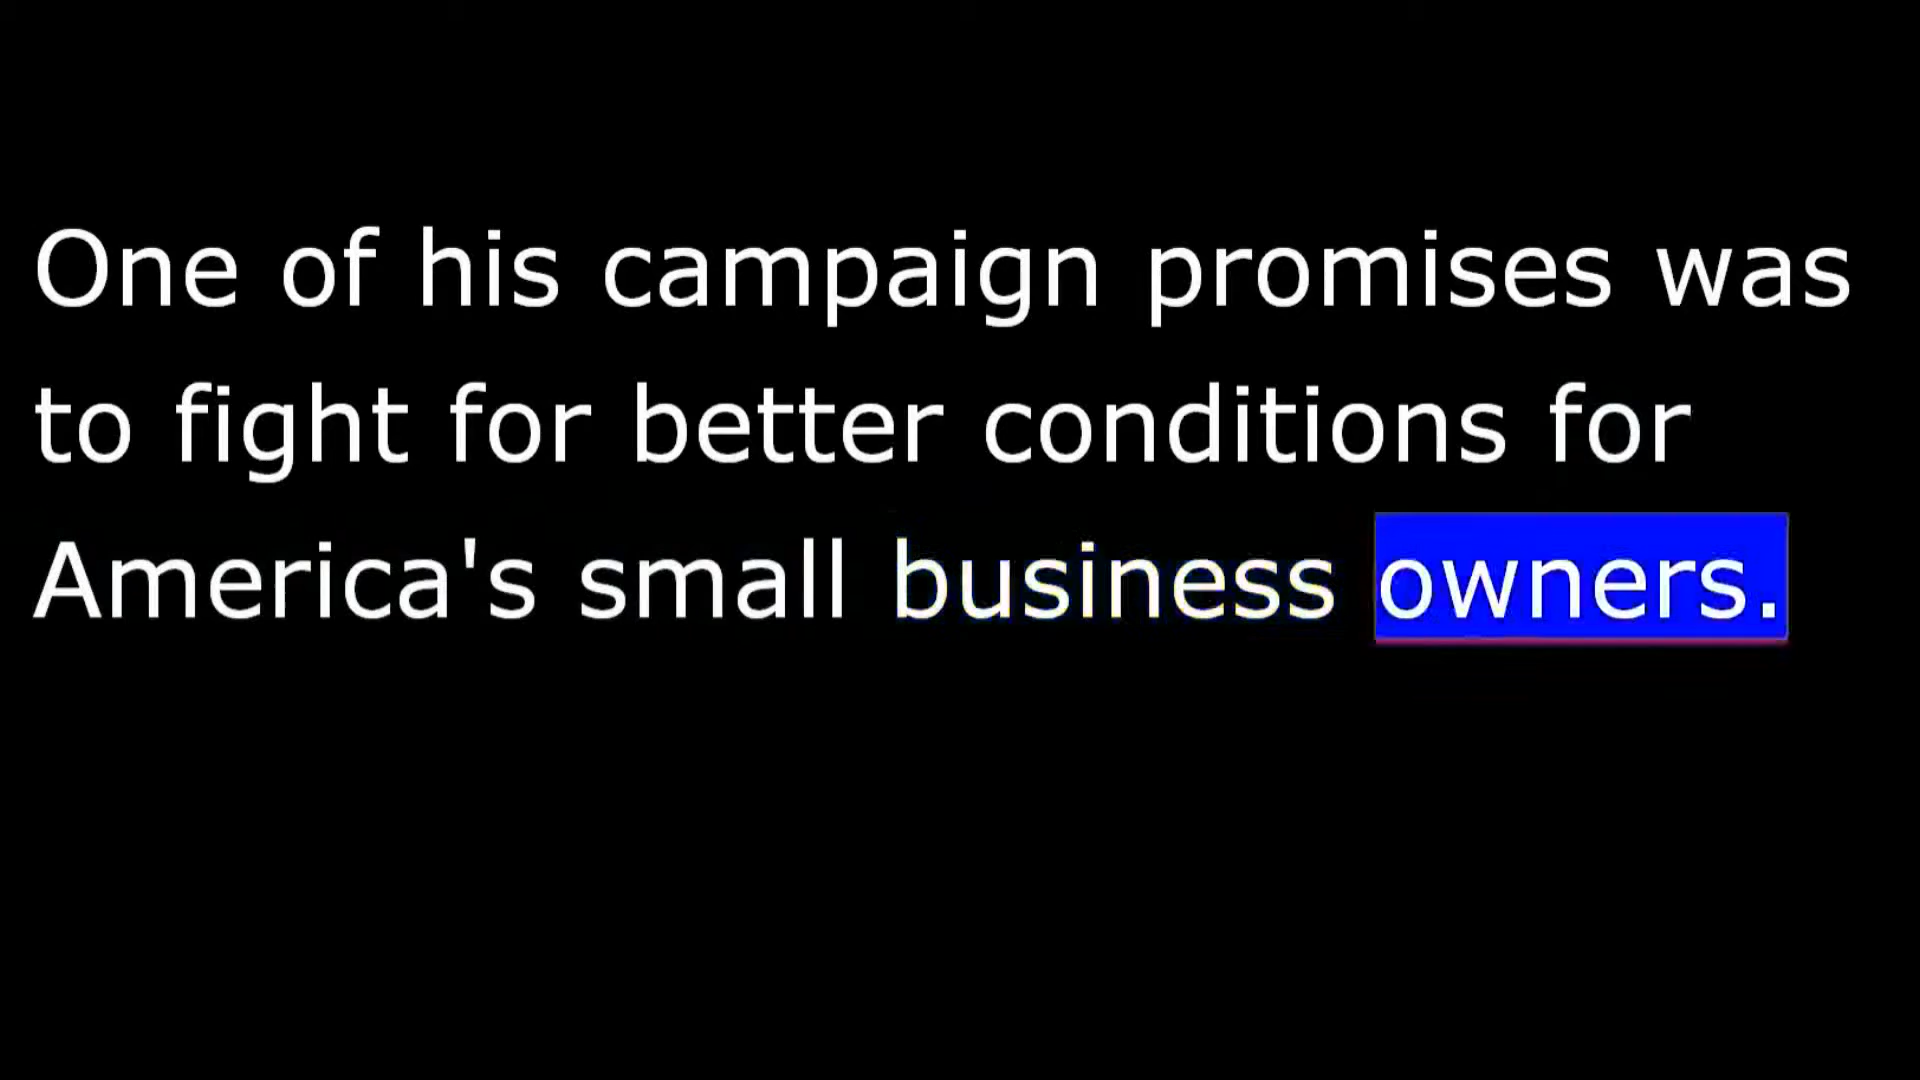 One of his campaign promises was
to fight for better conditions for
America's small business owners.